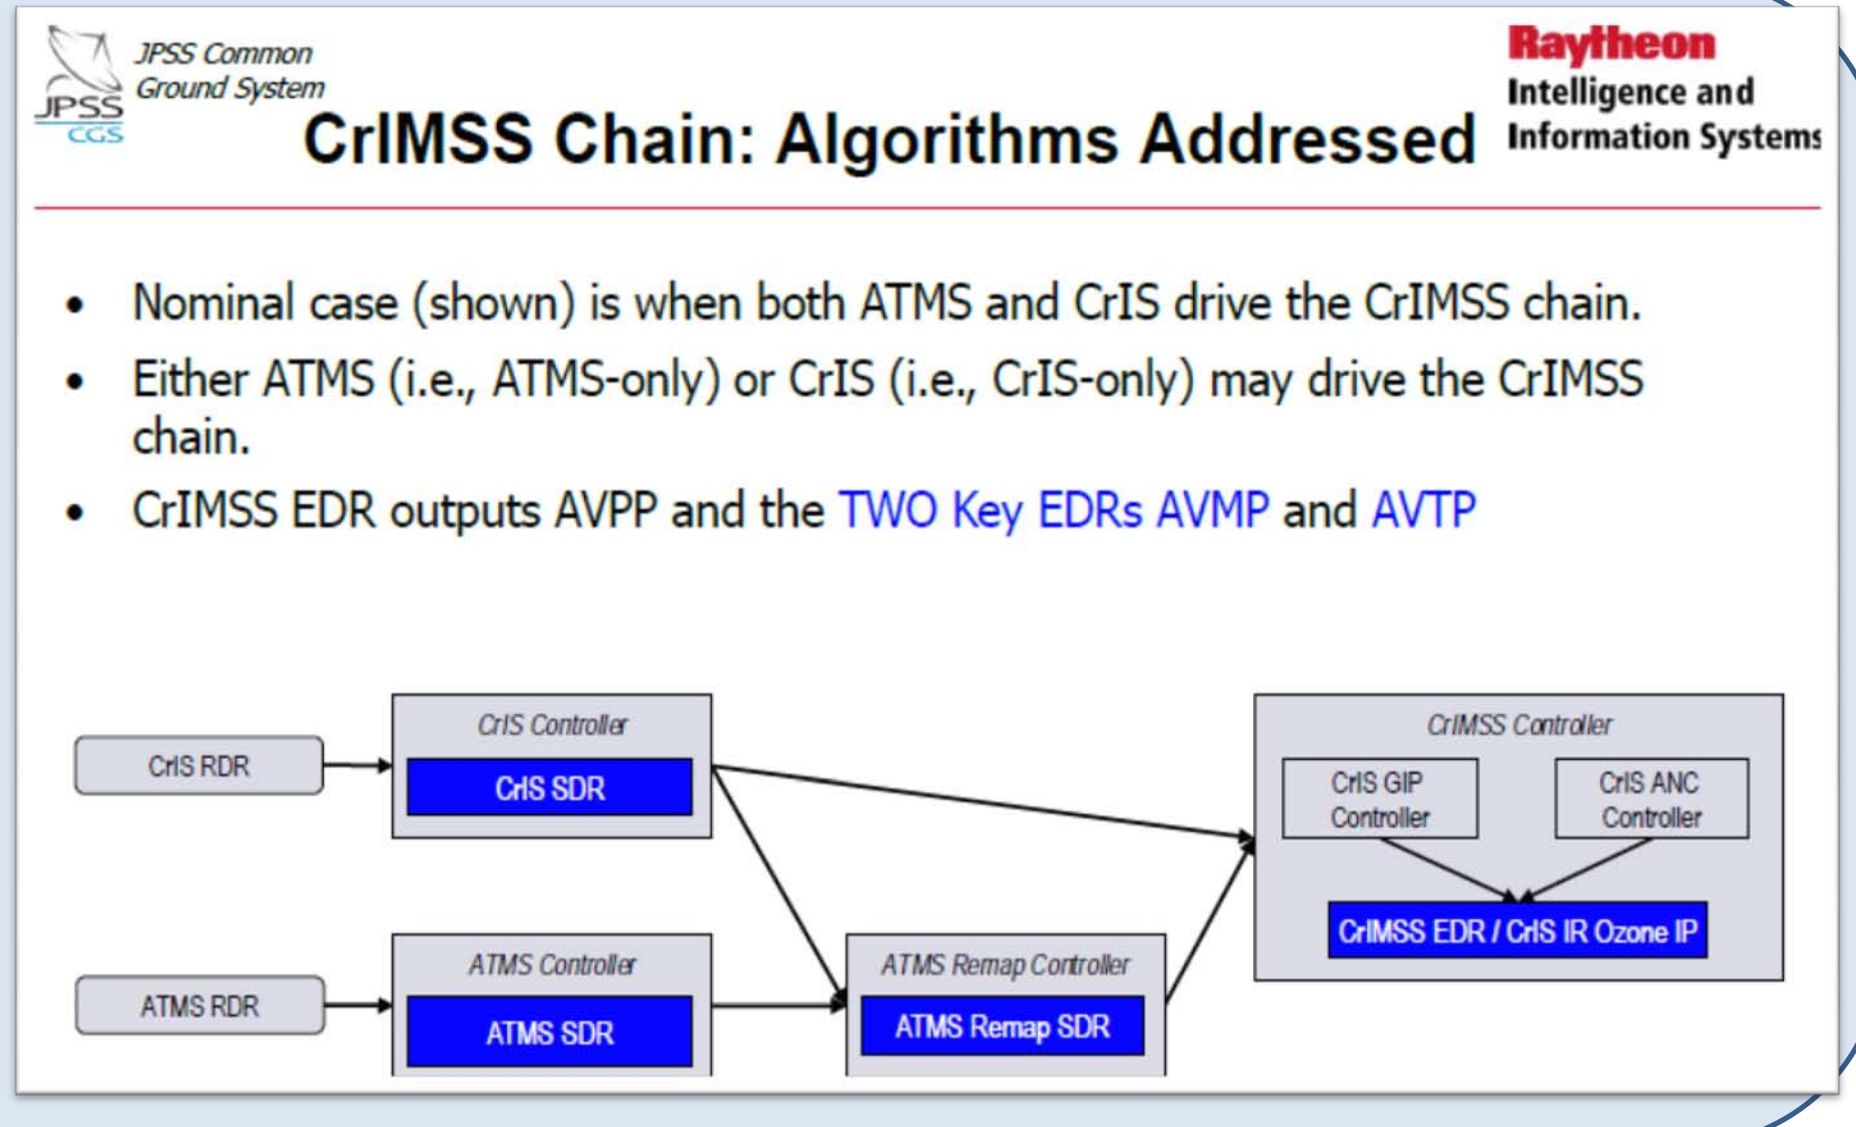 JPSS Common
Ground System
JPSS
CGS
Raytheon
Intelligence and
Information Systems
CrIMSS Chain: Algorithms Addressed
• Nominal case (shown) is when both ATMS and CrIS drive the CrIMSS chain.
• Either ATMS (i.e., ATMS-only) or CrIS (i.e., CrIS-only) may drive the CrIMSS
chain.
• CrIMSS EDR outputs AVPP and the TWO Key EDRs AVMP and AVTP
CrIS RDR
CrIS Controller
CrIS SDR
CrIMSS Controller
CrIS GIP
Controller
CrIS ANC
Controller
CrIMSS EDR / CrIS IR Ozone IP
ATMS RDR
ATMS Controller
ATMS SDR
ATMS Remap Controller
ATMS Remap SDR